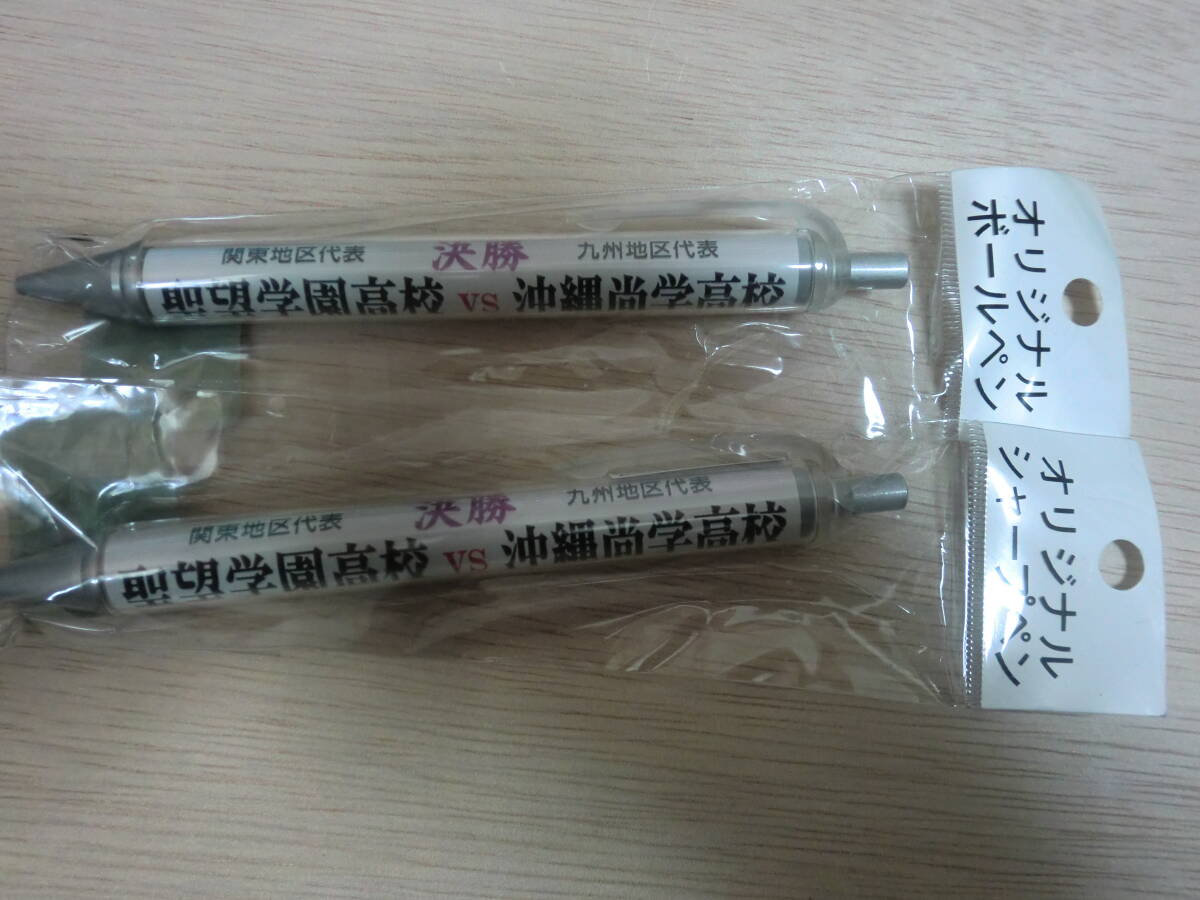 関東地区代表 決勝 九州地区代表
聖望学園高校 VS 沖縄尚学高校
オリジナル
ボールペン
関東地区代表 決勝 九州地区代表
聖望学園高校 VS 沖縄尚学高校
オリジナル
シャープペン